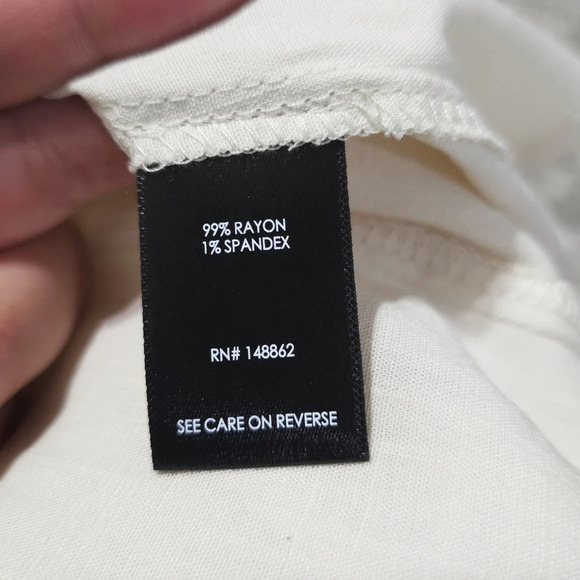 99% RAYON
1% SPANDEX
RN# 148862
SEE CARE ON REVERSE